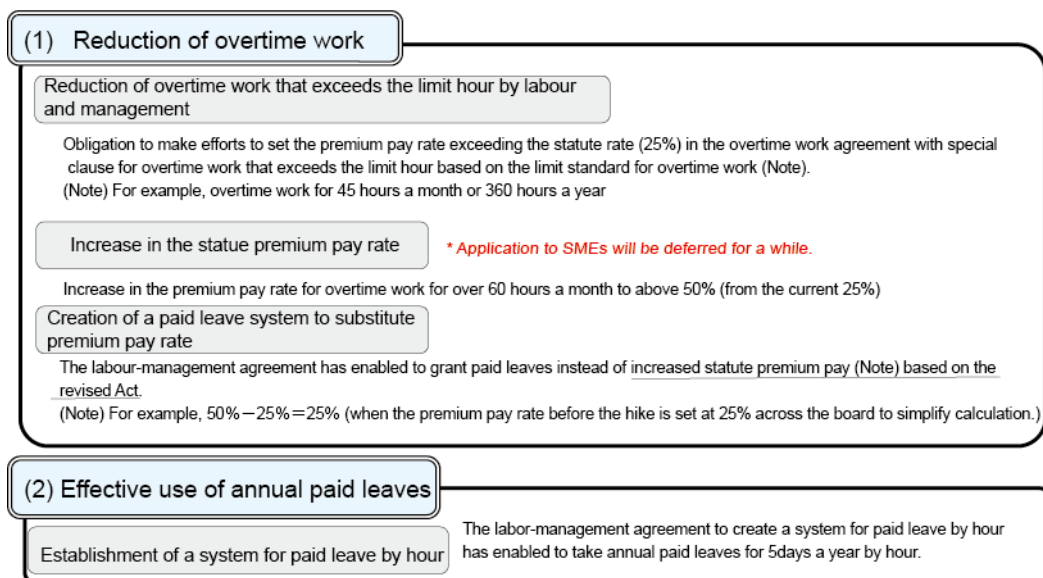 (1) Reduction of overtime work
Reduction of overtime work that exceeds the limit hour by labour
and management
Obligation to make efforts to set the premium pay rate exceeding the statute rate (25%) in the overtime work agreement with special
clause for overtime work that exceeds the limit hour based on the limit standard for overtime work (Note).
(Note) For example, overtime work for 45 hours a month or 360 hours a year
Increase in the statue premium pay rate
* Application to SMEs will be deferred for a while.
Increase in the premium pay rate for overtime work for over 60 hours a month to above 50% (from the current 25%)
Creation of a paid leave system to substitute
premium pay rate
The labour-management agreement has enabled to grant paid leaves instead of increased statute premium pay (Note) based on the
revised Act.
(Note) For example, 50%－25%＝25% (when the premium pay rate before the hike is set at 25% across the board to simplify calculation.)
(2) Effective use of annual paid leaves
Establishment of a system for paid leave by hour
The labor-management agreement to create a system for paid leave by hour
has enabled to take annual paid leaves for 5days a year by hour.